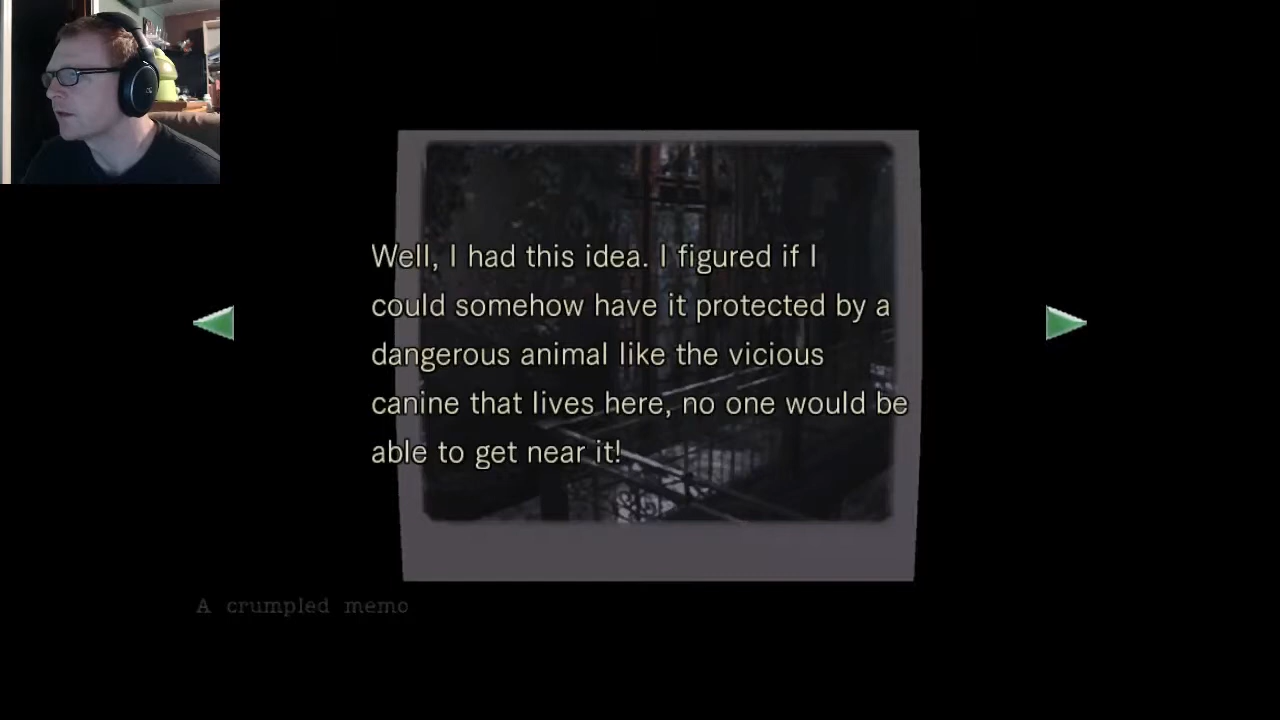 Well, I had this idea. I figured if I
could somehow have it protected by a
dangerous animal like the vicious
canine that lives here, no one would be
able to get near it!
A crumpled memo